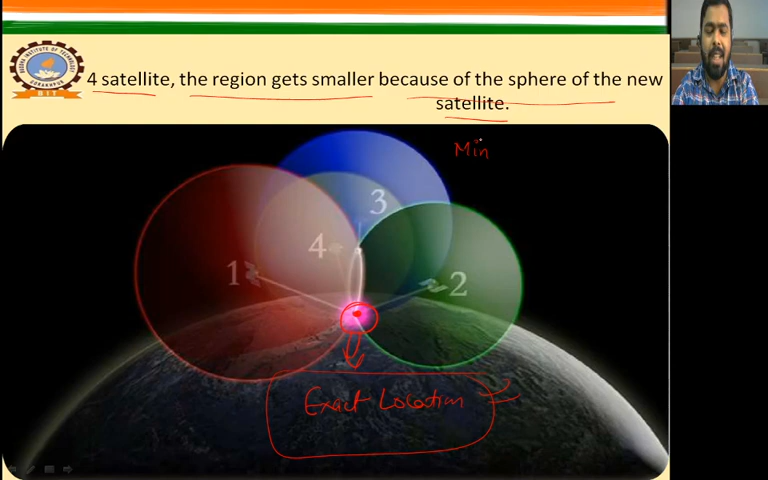 4 satellite, the region gets smaller because of the sphere of the new
satellite.
Min
3
4
1
2
Exact Location
BIT